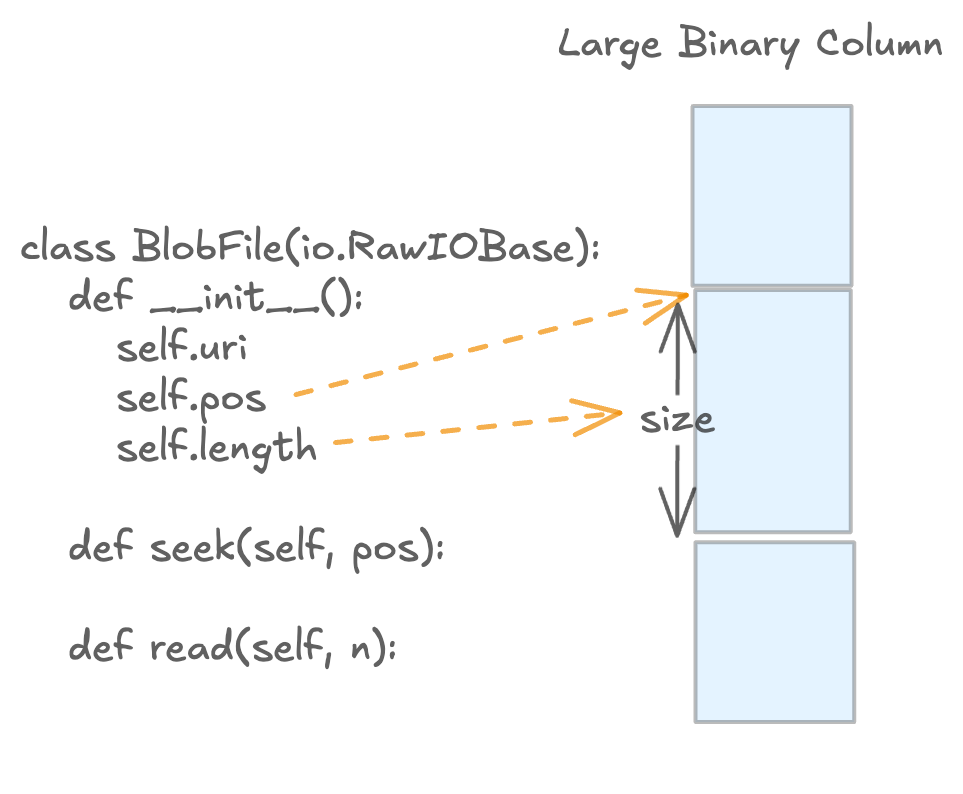 Large Binary Column
class BlobFile(io.RawIOBase):
def __init__():
self.uri
self.pos
self.length
size
def seek(self, pos):
def read(self, n):